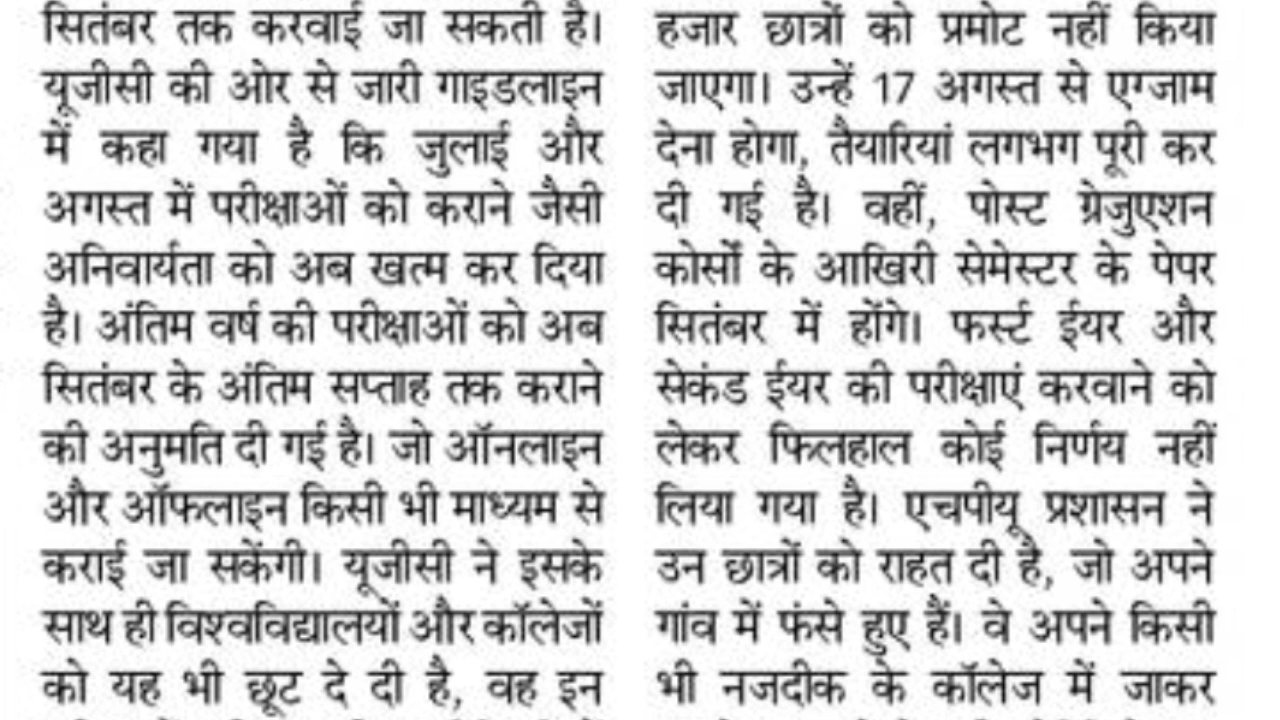 सितंबर तक करवाई जा सकती है।
यूजीसी की ओर से जारी गाइडलाइन
में कहा गया है कि जुलाई और
अगस्त में परीक्षाओं को कराने जैसी
अनिवार्यता को अब खत्म कर दिया
है। अंतिम वर्ष की परीक्षाओं को अब
सितंबर के अंतिम सप्ताह तक कराने
की अनुमति दी गई है। जो ऑनलाइन
और ऑफलाइन किसी भी माध्यम से
कराई जा सकेंगी। यूजीसी ने इसके
साथ ही विश्वविद्यालयों और कॉलेजों
को यह भी छूट दे दी है, वह इन
हजार छात्रों को प्रमोट नहीं किया
जाएगा। उन्हें 17 अगस्त से एग्जाम
देना होगा, तैयारियां लगभग पूरी कर
दी गई है। वहीं, पोस्ट ग्रेजुएशन
कोर्सों के आखिरी सेमेस्टर के पेपर
सितंबर में होंगे। फर्स्ट ईयर और
सेकंड ईयर की परीक्षाएं करवाने को
लेकर फिलहाल कोई निर्णय नहीं
लिया गया है। एचपीयू प्रशासन ने
उन छात्रों को राहत दी है, जो अपने
गांव में फंसे हुए हैं। वे अपने किसी
भी नजदीक के कॉलेज में जाकर